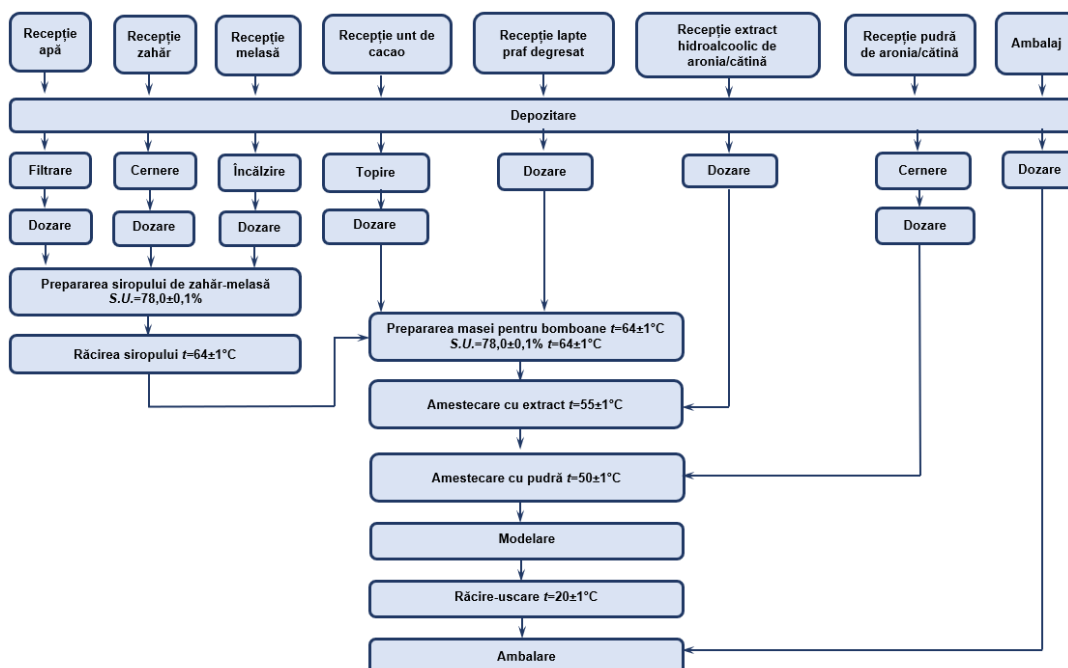 Recepție
apă
Recepție
zahăr
Recepție
melasă
Recepție unt de
cacao
Recepție lapte
praf degresat
Recepție extract
hidroalcoolic de
aronia/cătină
Recepție pudră
de aronia/cătină
Ambalaj
Depozitare
Filtrare
Cernere
Încălzire
Topire
Dozare
Dozare
Cernere
Dozare
Dozare
Dozare
Dozare
Dozare
Dozare
Prepararea siropului de zahăr-melasă
S.U.=78,0±0,1%
Prepararea masei pentru bomboane t=64±1°C
S.U.=78,0±0,1% t=64±1°C
Răcirea siropului t=64±1°C
Amestecare cu extract t=55±1°C
Amestecare cu pudră t=50±1°C
Modelare
Răcire-uscare t=20±1°C
Ambalare